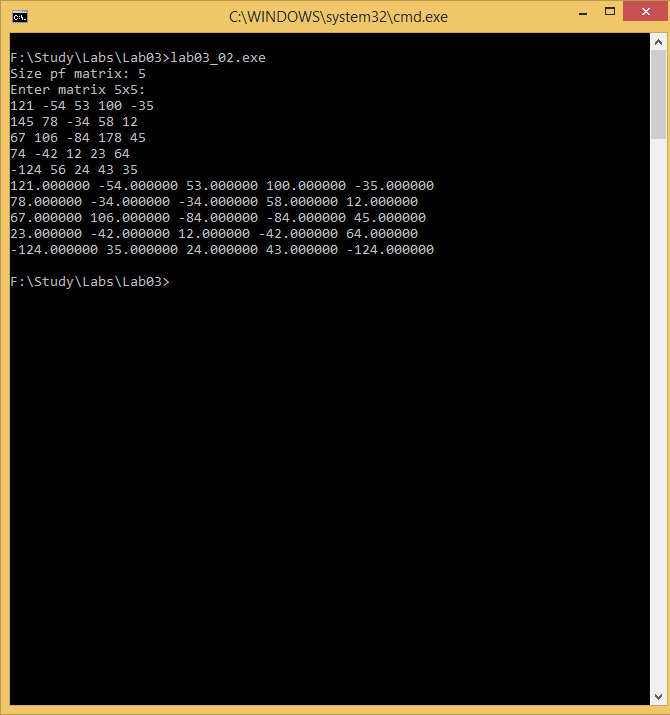 C:\WINDOWS\system32\cmd.exe
F:\Study\Labs\Lab03>lab03_02.exe
Size pf matrix: 5
Enter matrix 5x5:
121 -54 53 100 -35
145 78 -34 58 12
67 106 -84 178 45
74 -42 12 23 64
-124 56 24 43 35
121.000000 -54.000000 53.000000 100.000000 -35.000000
78.000000 -34.000000 -34.000000 58.000000 12.000000
67.000000 106.000000 -84.000000 -84.000000 45.000000
23.000000 -42.000000 12.000000 -42.000000 64.000000
-124.000000 35.000000 24.000000 43.000000 -124.000000
F:\Study\Labs\Lab03>